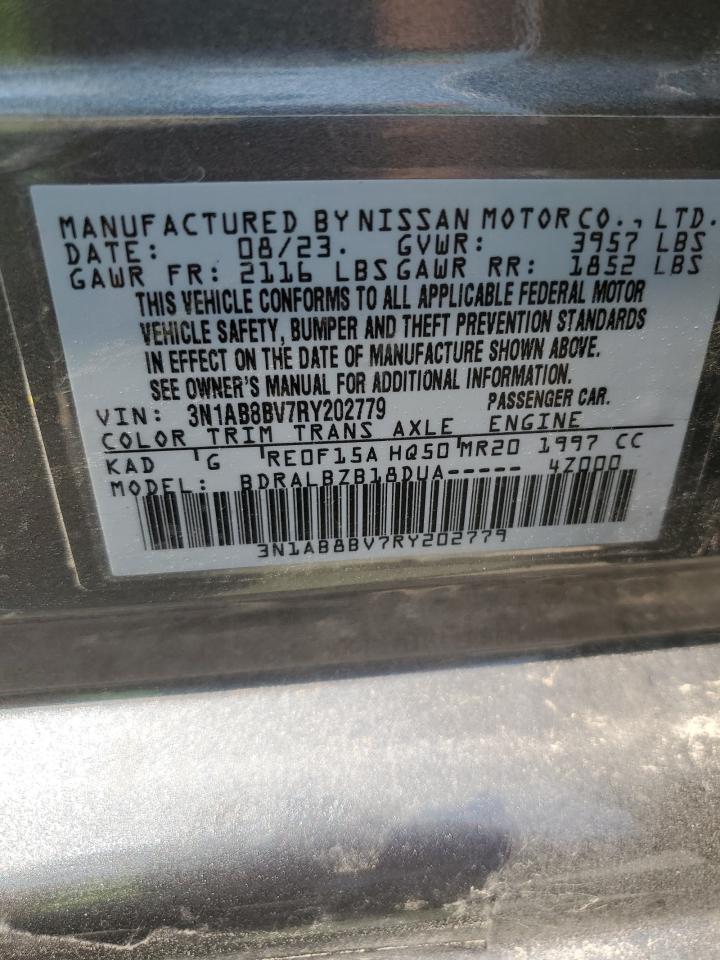 MANUFACTURED BY NISSAN MOTOR CO., LTD.
DATE: 08/23. GVWR: 3957 LBS
GAWR FR: 2116 LBS GAWR RR: 1852 LBS
THIS VEHICLE CONFORMS TO ALL APPLICABLE FEDERAL MOTOR
VEHICLE SAFETY, BUMPER AND THEFT PREVENTION STANDARDS
IN EFFECT ON THE DATE OF MANUFACTURE SHOWN ABOVE.
SEE OWNER'S MANUAL FOR ADDITIONAL INFORMATION.
VIN: 3N1AB8BV7RY202779 PASSENGER CAR.
COLOR TRIM TRANS AXLE ENGINE
KAD G RE0F15A HQ50 MR20 1997 CC
MODEL: BDRALBZB18DUA----- 4Z000
3N1AB8BV7RY202779